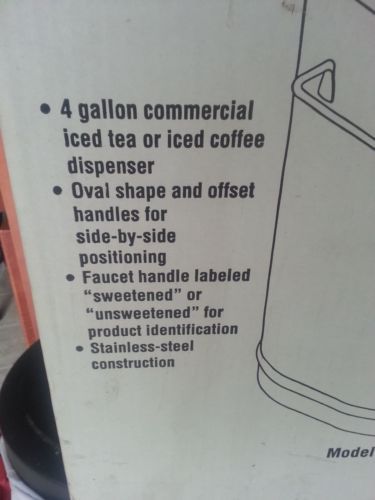 • 4 gallon commercial
iced tea or iced coffee
dispenser
• Oval shape and offset
handles for
side-by-side
positioning
• Faucet handle labeled
“sweetened” or
“unsweetened” for
product identification
• Stainless-steel
construction
Model